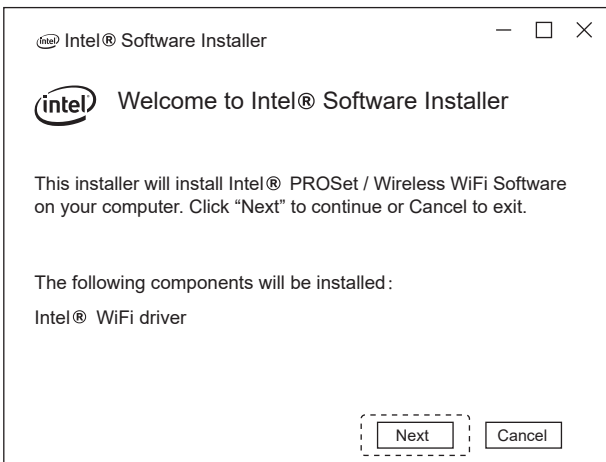 intel Intel® Software Installer
intel Welcome to Intel® Software Installer
This installer will install Intel® PROSet / Wireless WiFi Software
on your computer. Click “Next” to continue or Cancel to exit.
The following components will be installed:
Intel® WiFi driver
Next Cancel